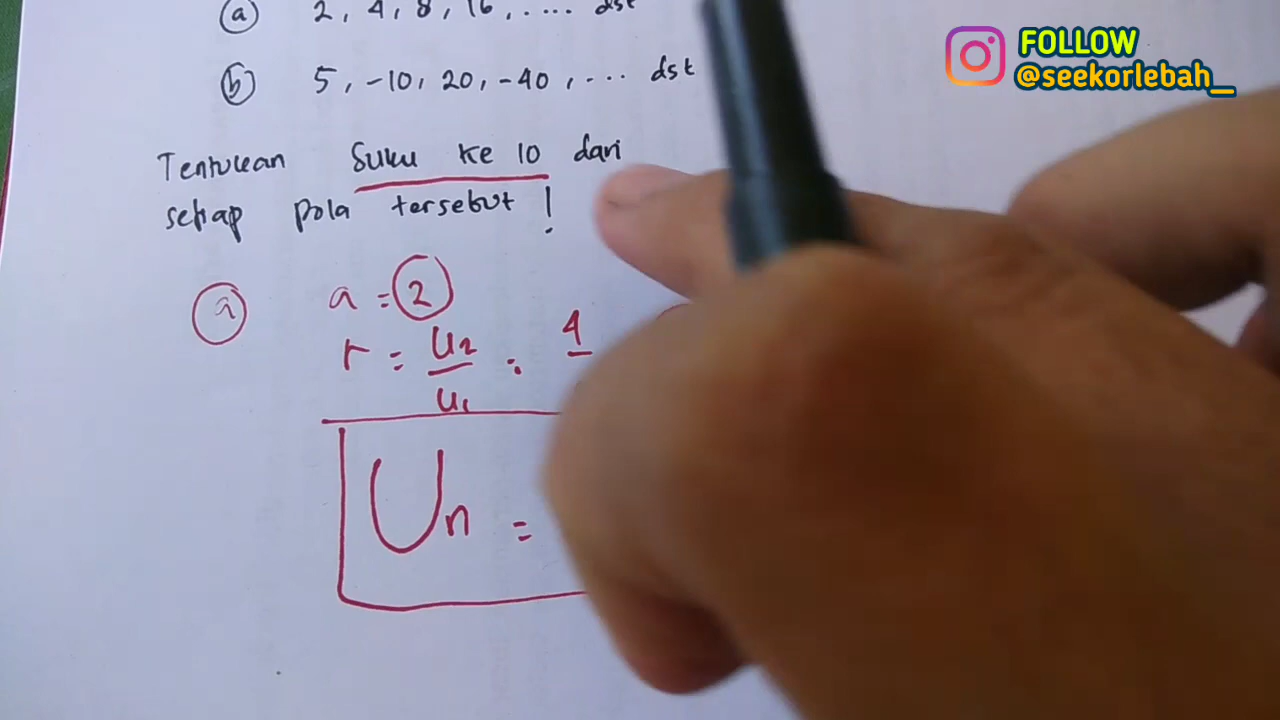 (a) 2, 4, 8, 16, .... dst
(b) 5, -10, 20, -40, ... dst
Tentukan Suku ke 10 dari
setiap pola tersebut !
(a) a = 2
r = U2/U1 = 4
Un =
FOLLOW
@seekorlebah_